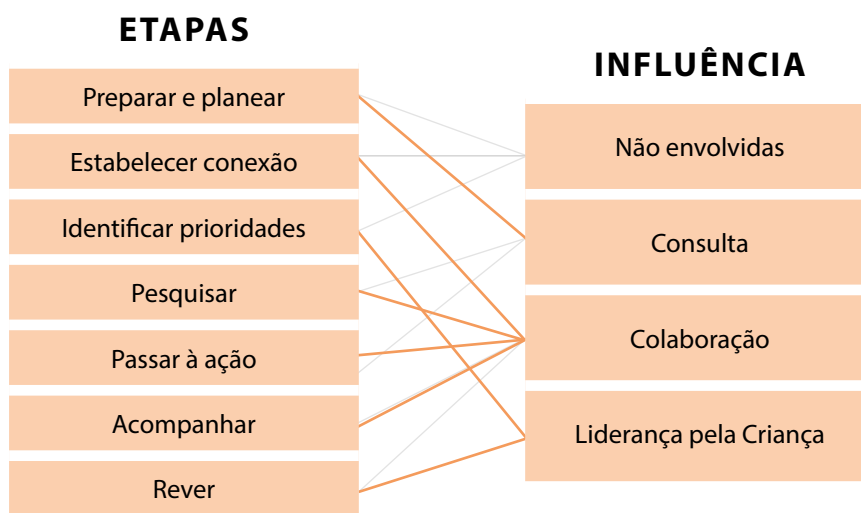 ETAPAS
Preparar e planear
Estabelecer conexão
Identificar prioridades
Pesquisar
Passar à ação
Acompanhar
Rever
INFLUÊNCIA
Não envolvidas
Consulta
Colaboração
Liderança pela Criança